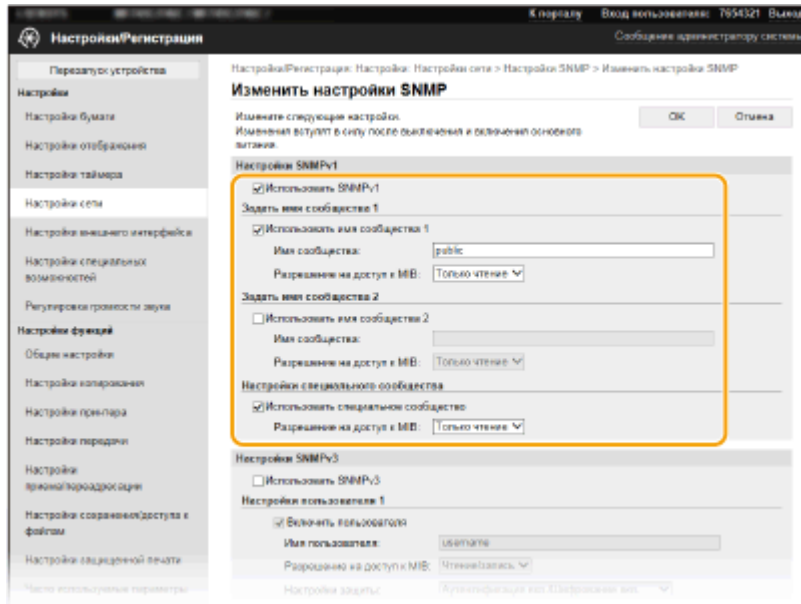 К порталу Вход пользователя: 7654321 Выход
Настройки/Регистрация
Сообщение администратору системы
Перезапуск устройства
Настройки
Настройки бумаги
Настройки отображения
Настройки таймера
Настройки сети
Настройки внешнего интерфейса
Настройки специальных
возможностей
Регулировка громкости звука
Настройки функций
Общие настройки
Настройки копирования
Настройки принтера
Настройки передачи
Настройки
приема/переадресации
Настройки сохранения/доступа к
файлам
Настройки защищенной печати
Часто используемые параметры
Настройки/Регистрация: Настройки: Настройки сети > Настройки SNMP > Изменить настройки SNMP
Изменить настройки SNMP
Измените следующие настройки.
Изменения вступят в силу после выключения и включения основного
питания.
OK Отмена
Настройки SNMPv1
Использовать SNMPv1
Задать имя сообщества 1
Использовать имя сообщества 1
Имя сообщества: public
Разрешение на доступ к MIB: Только чтение
Задать имя сообщества 2
Использовать имя сообщества 2
Имя сообщества:
Разрешение на доступ к MIB: Только чтение
Настройки специального сообщества
Использовать специальное сообщество
Разрешение на доступ к MIB: Только чтение
Настройки SNMPv3
Использовать SNMPv3
Настройки пользователя 1
Включить пользователя
Имя пользователя: username
Разрешение на доступ к MIB: Чтение/запись
Настройки защиты: Аутентификация вкл./Шифрование вкл.